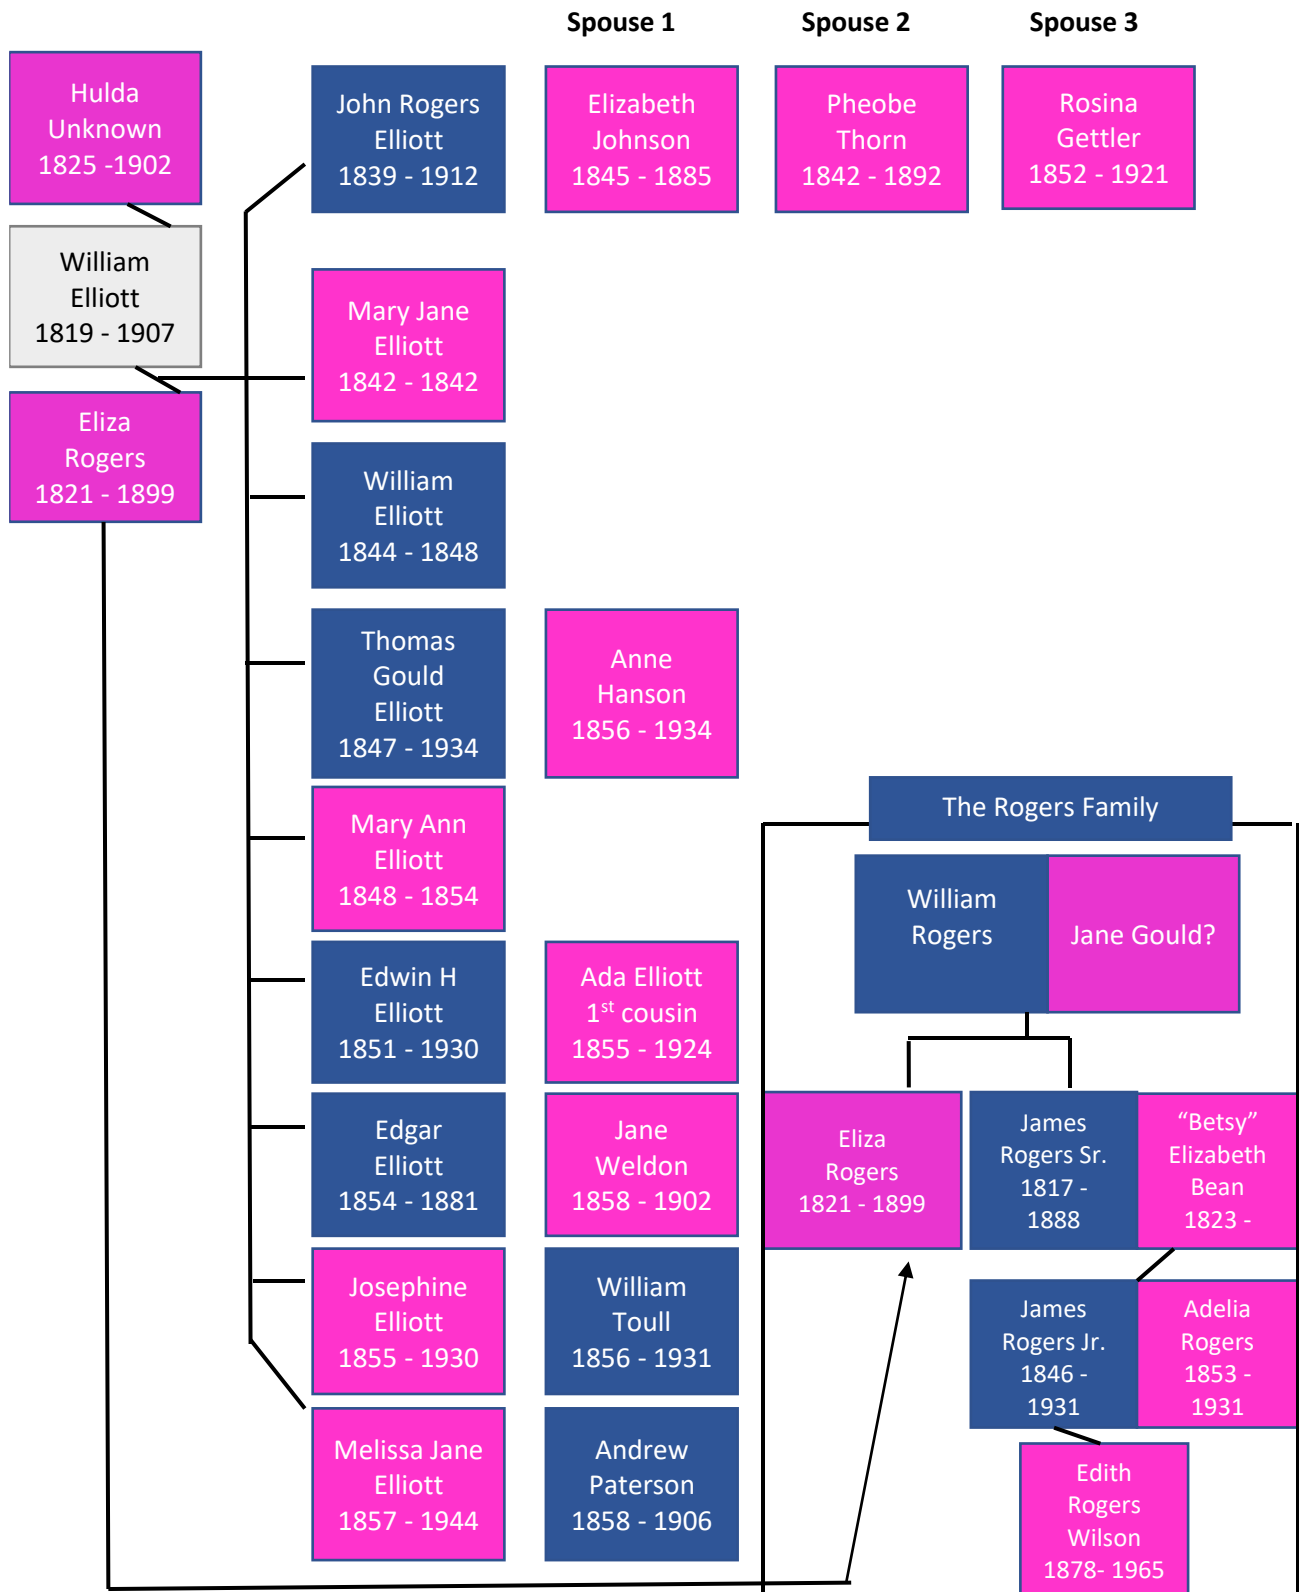 Spouse 1
Spouse 2
Spouse 3
Hulda
Unknown
1825 -1902
William
Elliott
1819 - 1907
Eliza
Rogers
1821 - 1899
John Rogers
Elliott
1839 - 1912
Elizabeth
Johnson
1845 - 1885
Pheobe
Thorn
1842 - 1892
Rosina
Gettler
1852 - 1921
Mary Jane
Elliott
1842 - 1842
William
Elliott
1844 - 1848
Thomas
Gould
Elliott
1847 - 1934
Anne
Hanson
1856 - 1934
Mary Ann
Elliott
1848 - 1854
Edwin H
Elliott
1851 - 1930
Ada Elliott
1st cousin
1855 - 1924
Edgar
Elliott
1854 - 1881
Jane
Weldon
1858 - 1902
Josephine
Elliott
1855 - 1930
William
Toull
1856 - 1931
Melissa Jane
Elliott
1857 - 1944
Andrew
Paterson
1858 - 1906
The Rogers Family
William
Rogers
Jane Gould?
Eliza
Rogers
1821 - 1899
James
Rogers Sr.
1817 -
1888
“Betsy”
Elizabeth
Bean
1823 -
James
Rogers Jr.
1846 -
1931
Adelia
Rogers
1853 -
1931
Edith
Rogers
Wilson
1878- 1965